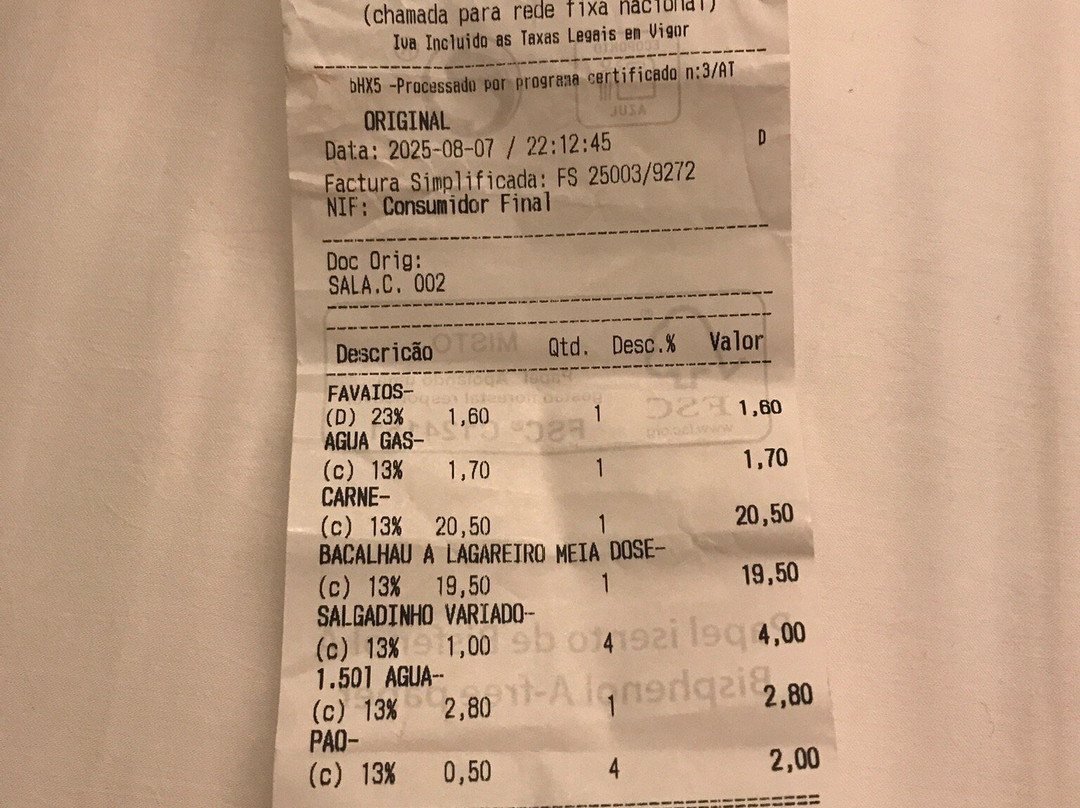 (chamada para rede fixa nacional)
Iva Incluido as Taxas Legais em Vigor
bHX5 -Processado por programa certificado n:3/AT
ORIGINAL
Data: 2025-08-07 / 22:12:45 D
Factura Simplificada: FS 25003/9272
NIF: Consumidor Final
Doc Orig:
SALA.C. 002
Descricão Qtd. Desc.% Valor
FAVAIOS-
(D) 23% 1,60 1 1,60
AGUA GAS-
(c) 13% 1,70 1 1,70
CARNE-
(c) 13% 20,50 1 20,50
BACALHAU A LAGAREIRO MEIA DOSE-
(c) 13% 19,50 1 19,50
SALGADINHO VARIADO-
(c) 13% 1,00 4 4,00
1.50l AGUA-
(c) 13% 2,80 1 2,80
PAO-
(c) 13% 0,50 4 2,00